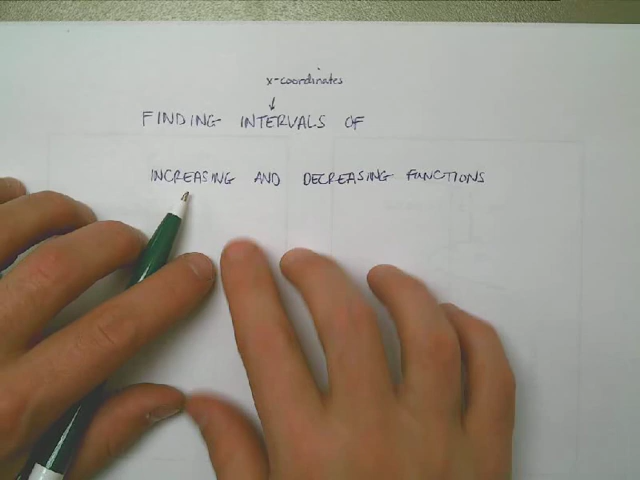 x-coordinates
↓
FINDING INTERVALS OF
INCREASING AND DECREASING FUNCTIONS